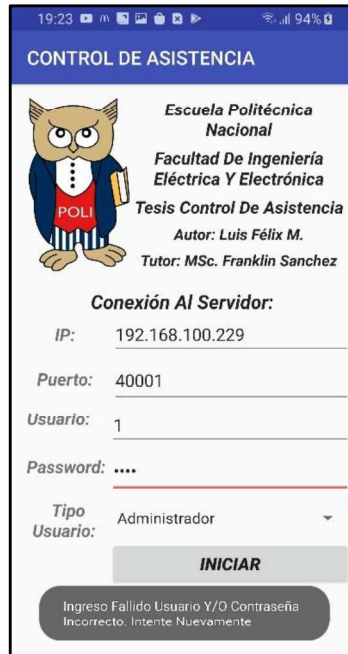 19:23 94%
CONTROL DE ASISTENCIA
Escuela Politécnica
Nacional
Facultad De Ingeniería
Eléctrica Y Electrónica
POLI
Tesis Control De Asistencia
Autor: Luis Félix M.
Tutor: MSc. Franklin Sanchez
Conexión Al Servidor:
IP: 192.168.100.229
Puerto: 40001
Usuario: 1
Password: ••••
Tipo
Usuario: Administrador
INICIAR
Ingreso Fallido Usuario Y/O Contraseña
Incorrecto. Intente Nuevamente